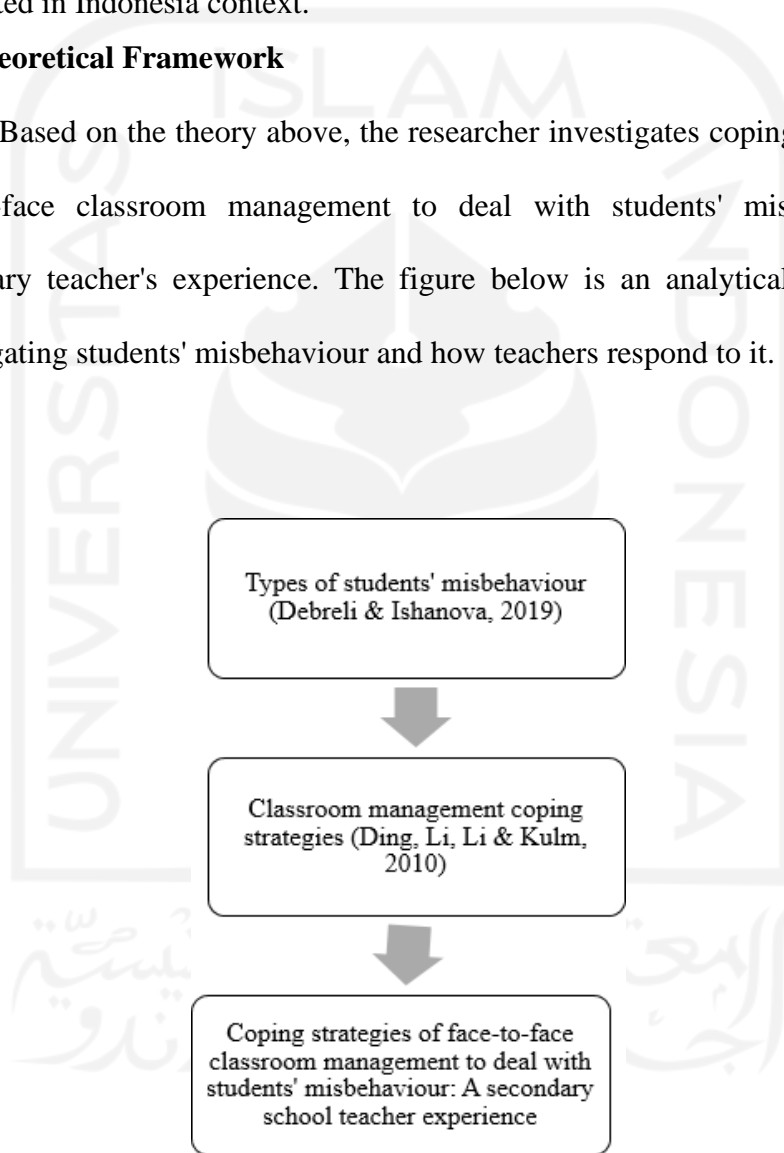 ted in Indonesia context.
eoretical Framework
Based on the theory above, the researcher investigates coping
-face classroom management to deal with students' mis
ary teacher's experience. The figure below is an analytical
gating students' misbehaviour and how teachers respond to it.
ISLAM
UNIVERSITAS
INDONESIA
Types of students' misbehaviour
(Debreli & Ishanova, 2019)
Classroom management coping
strategies (Ding, Li, Li & Kulm,
2010)
Coping strategies of face-to-face
classroom management to deal with
students' misbehaviour: A secondary
school teacher experience